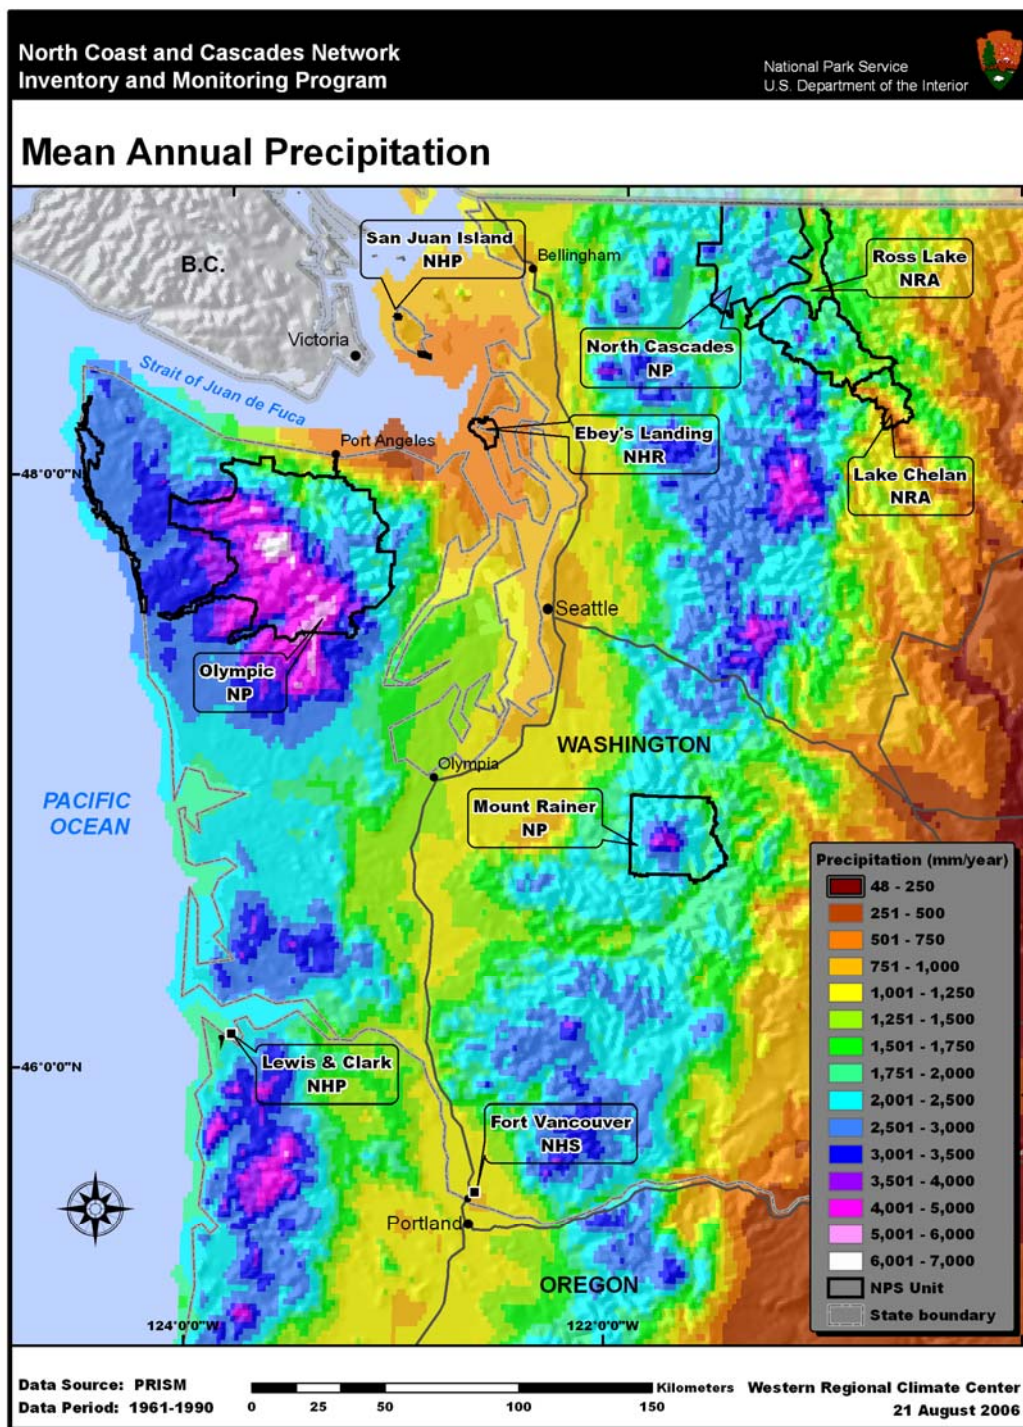 North Coast and Cascades Network
Inventory and Monitoring Program
National Park Service
U.S. Department of the Interior
Mean Annual Precipitation
San Juan Island
NHP
B.C.
Bellingham
Ross Lake
NRA
Victoria
North Cascades
NP
Strait of Juan de Fuca
Port Angeles
Ebey's Landing
NHR
Lake Chelan
NRA
48°0'0"N
Seattle
Olympic
NP
WASHINGTON
Olympia
PACIFIC
OCEAN
Mount Rainer
NP
Precipitation (mm/year)
48 - 250
251 - 500
501 - 750
751 - 1,000
1,001 - 1,250
1,251 - 1,500
1,501 - 1,750
1,751 - 2,000
2,001 - 2,500
2,501 - 3,000
3,001 - 3,500
3,501 - 4,000
4,001 - 5,000
5,001 - 6,000
6,001 - 7,000
NPS Unit
State boundary
46°0'0"N
Lewis & Clark
NHP
Fort Vancouver
NHS
Portland
OREGON
124°0'0"W
122°0'0"W
Data Source: PRISM
Data Period: 1961-1990
Kilometers
0 25 50 100 150
Western Regional Climate Center
21 August 2006